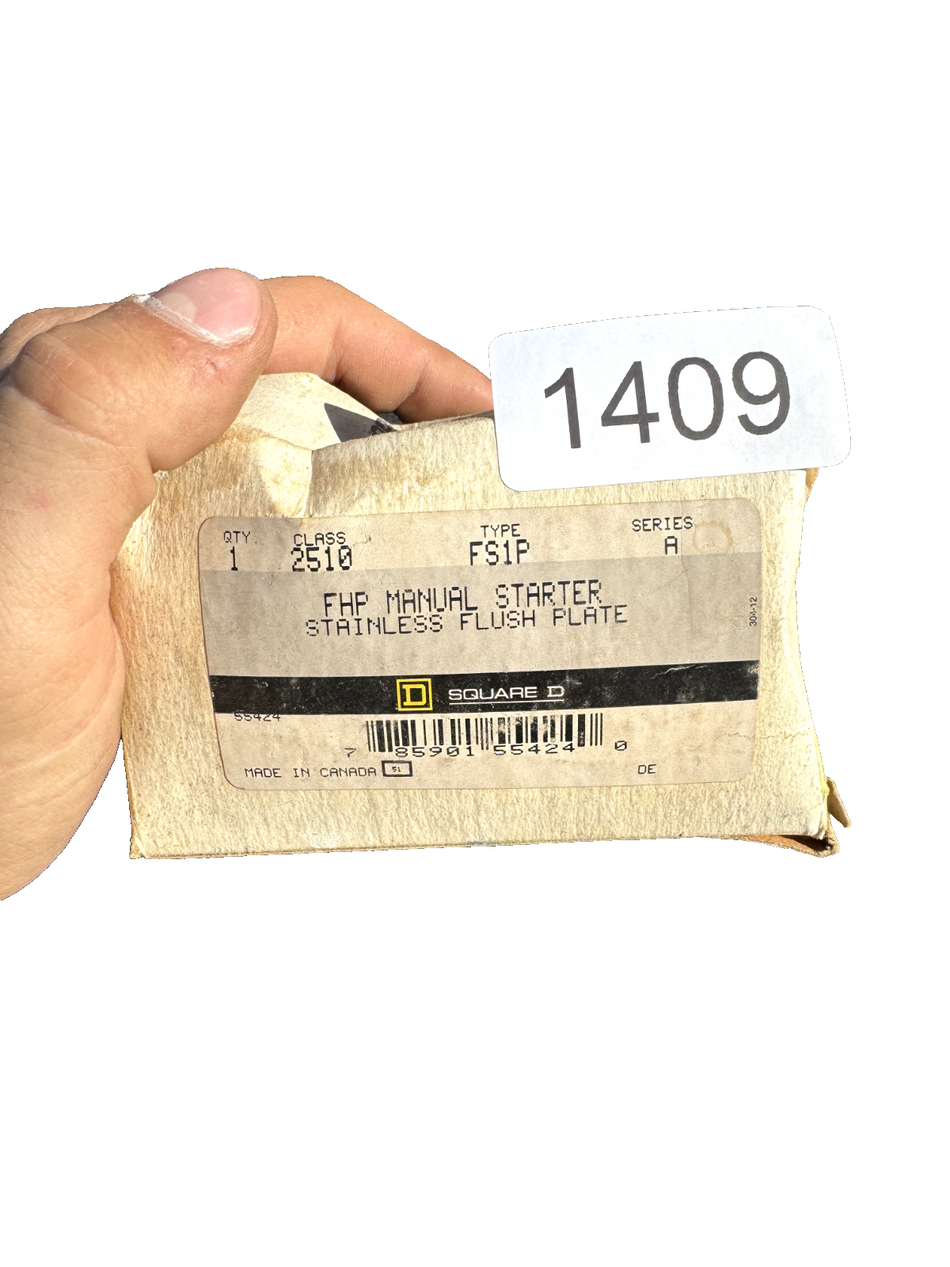 1409
QTY CLASS TYPE SERIES
1 2510 FS1P A
FHP MANUAL STARTER
STAINLESS FLUSH PLATE
304-12
D SQUARE D
55424
7 85901 55424 0
MADE IN CANADA 51 DE